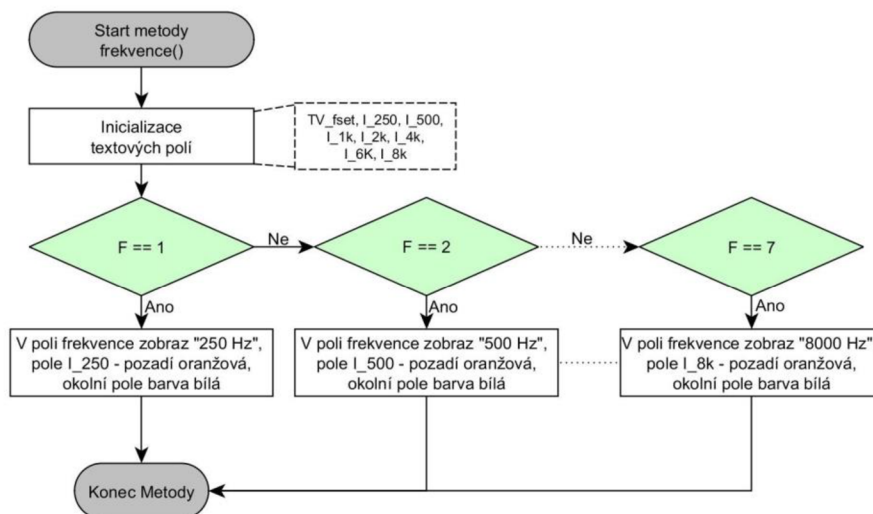 Start metody
frekvence()
Inicializace
textových polí
TV_fset, I_250, I_500,
I_1k, I_2k, I_4k,
I_6K, I_8k
F == 1
Ne
F == 2
Ne
F == 7
Ano
Ano
Ano
V poli frekvence zobraz "250 Hz",
pole I_250 - pozadí oranžová,
okolní pole barva bílá
V poli frekvence zobraz "500 Hz",
pole I_500 - pozadí oranžová,
okolní pole barva bílá
V poli frekvence zobraz "8000 Hz"
pole I_8k - pozadí oranžová,
okolní pole barva bílá
Konec Metody